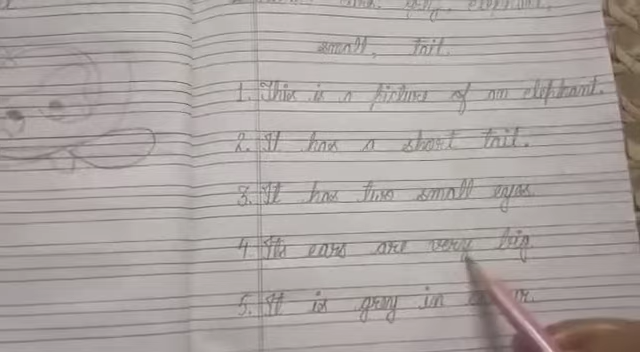 elephant,
small, tail.
1. This is a picture of an elephant.
2. It has a short tail.
3. It has two small eyes
4. Its ears are very big
5. It is grey in